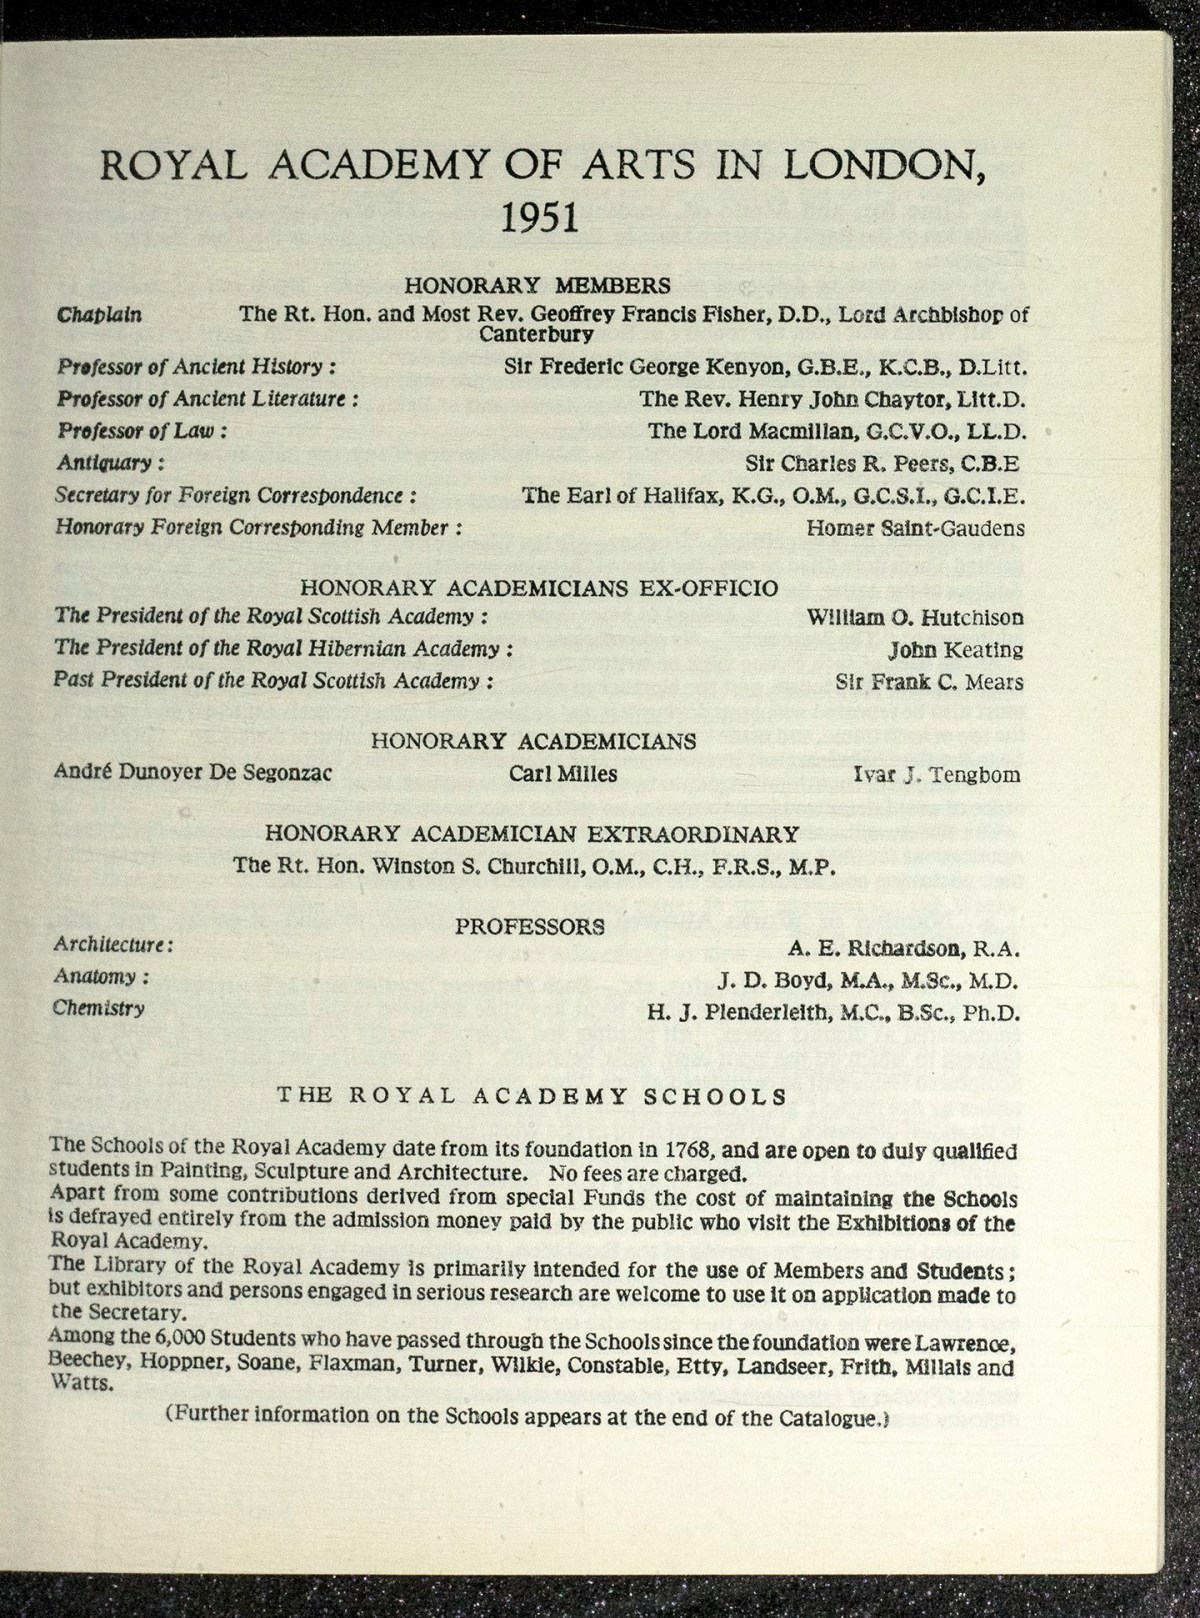 ROYAL ACADEMY OF ARTS IN LONDON,
1951
HONORARY MEMBERS
Chaplain The Rt. Hon. and Most Rev. Geoffrey Francis Fisher, D.D., Lord Archbishop of
Canterbury
Professor of Ancient History : Sir Frederic George Kenyon, G.B.E., K.C.B., D.Litt.
Professor of Ancient Literature : The Rev. Henry John Chaytor, Litt.D.
Professor of Law : The Lord Macmillan, G.C.V.O., LL.D.
Antiquary : Sir Charles R. Peers, C.B.E
Secretary for Foreign Correspondence : The Earl of Halifax, K.G., O.M., G.C.S.I., G.C.I.E.
Honorary Foreign Corresponding Member : Homer Saint-Gaudens
HONORARY ACADEMICIANS EX-OFFICIO
The President of the Royal Scottish Academy : William O. Hutchison
The President of the Royal Hibernian Academy : John Keating
Past President of the Royal Scottish Academy : Sir Frank C. Mears
HONORARY ACADEMICIANS
André Dunoyer De Segonzac Carl Milles Ivar J. Tengbom
HONORARY ACADEMICIAN EXTRAORDINARY
The Rt. Hon. Winston S. Churchill, O.M., C.H., F.R.S., M.P.
PROFESSORS
Architecture: A. E. Richardson, R.A.
Anatomy : J. D. Boyd, M.A., M.Sc., M.D.
Chemistry H. J. Plenderleith, M.C., B.Sc., Ph.D.
THE ROYAL ACADEMY SCHOOLS
The Schools of the Royal Academy date from its foundation in 1768, and are open to duly qualified
students in Painting, Sculpture and Architecture. No fees are charged.
Apart from some contributions derived from special Funds the cost of maintaining the Schools
is defrayed entirely from the admission money paid by the public who visit the Exhibitions of the
Royal Academy.
The Library of the Royal Academy is primarily intended for the use of Members and Students ;
but exhibitors and persons engaged in serious research are welcome to use it on application made to
the Secretary.
Among the 6,000 Students who have passed through the Schools since the foundation were Lawrence,
Beechey, Hoppner, Soane, Flaxman, Turner, Wilkie, Constable, Etty, Landseer, Frith, Millais and
Watts.
(Further information on the Schools appears at the end of the Catalogue.)